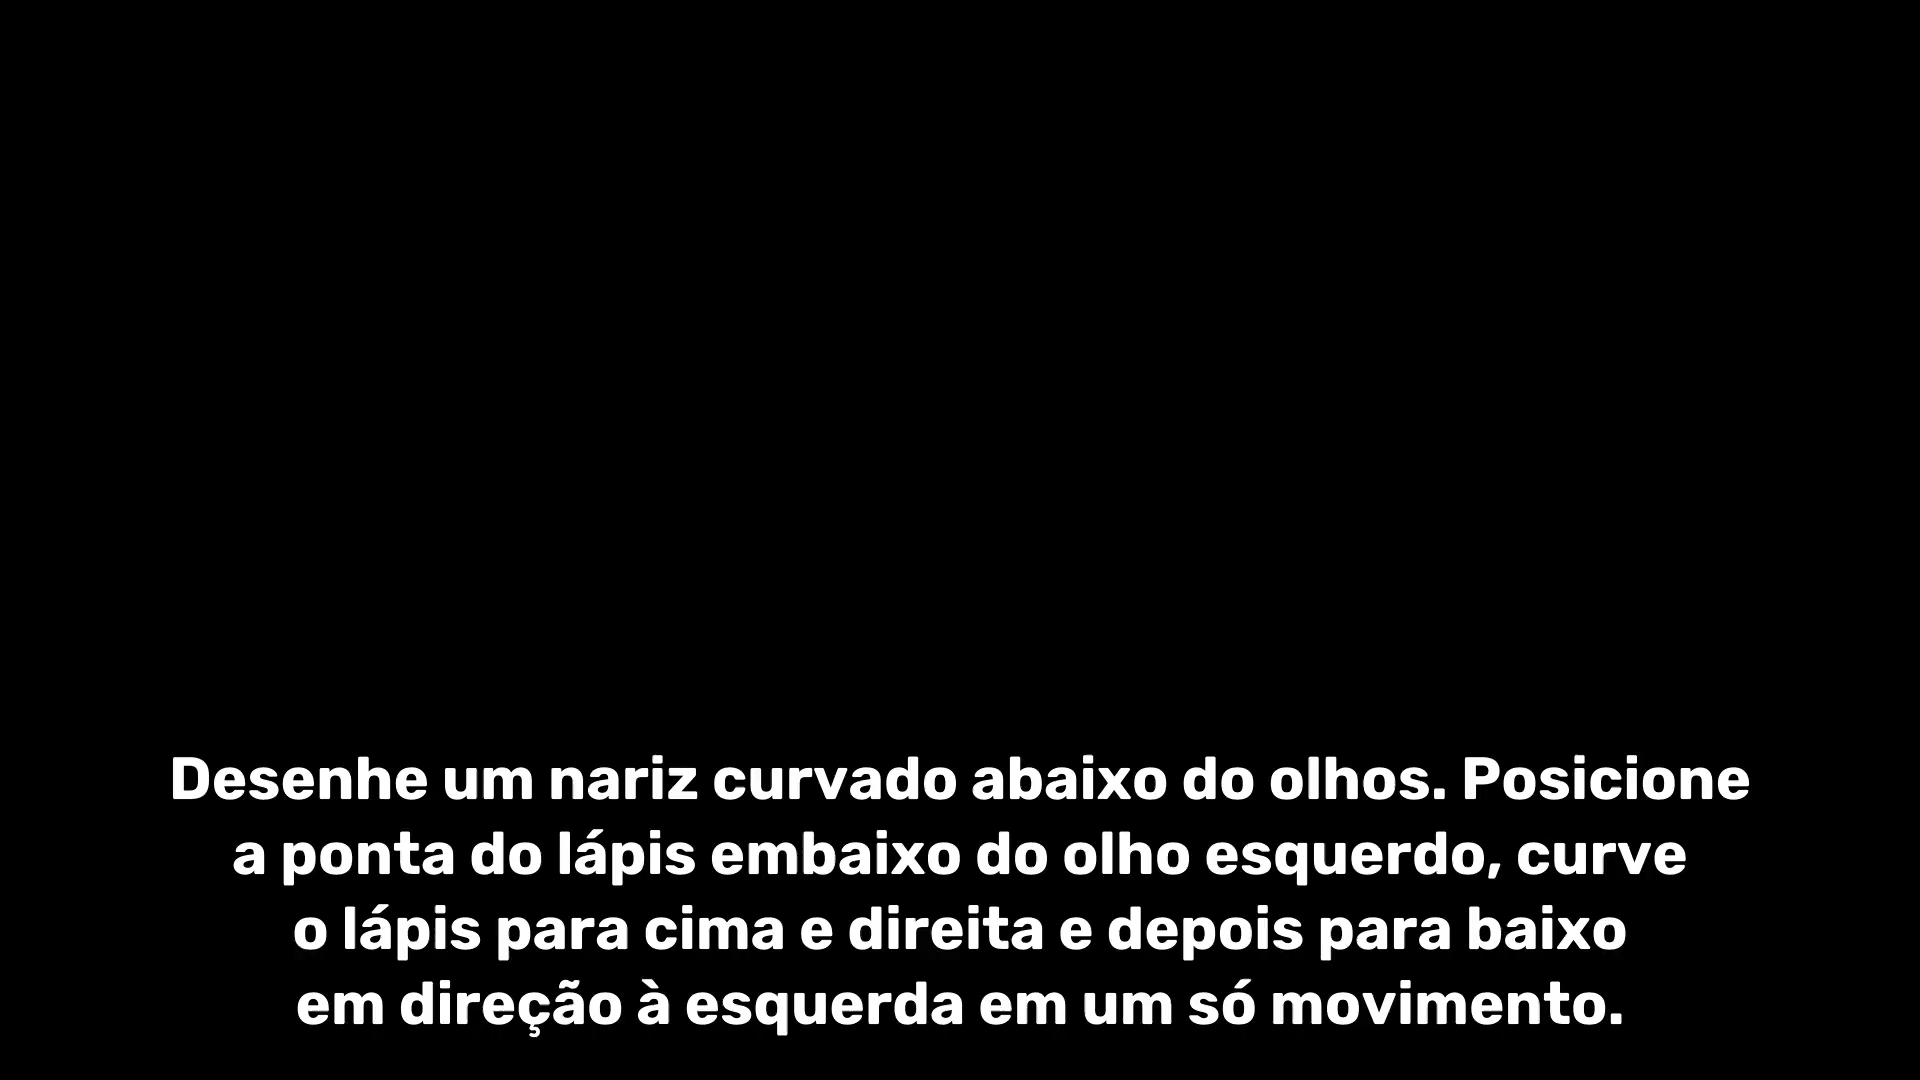 Desenhe um nariz curvado abaixo do olhos. Posicione
a ponta do lápis embaixo do olho esquerdo, curve
o lápis para cima e direita e depois para baixo
em direção à esquerda em um só movimento.